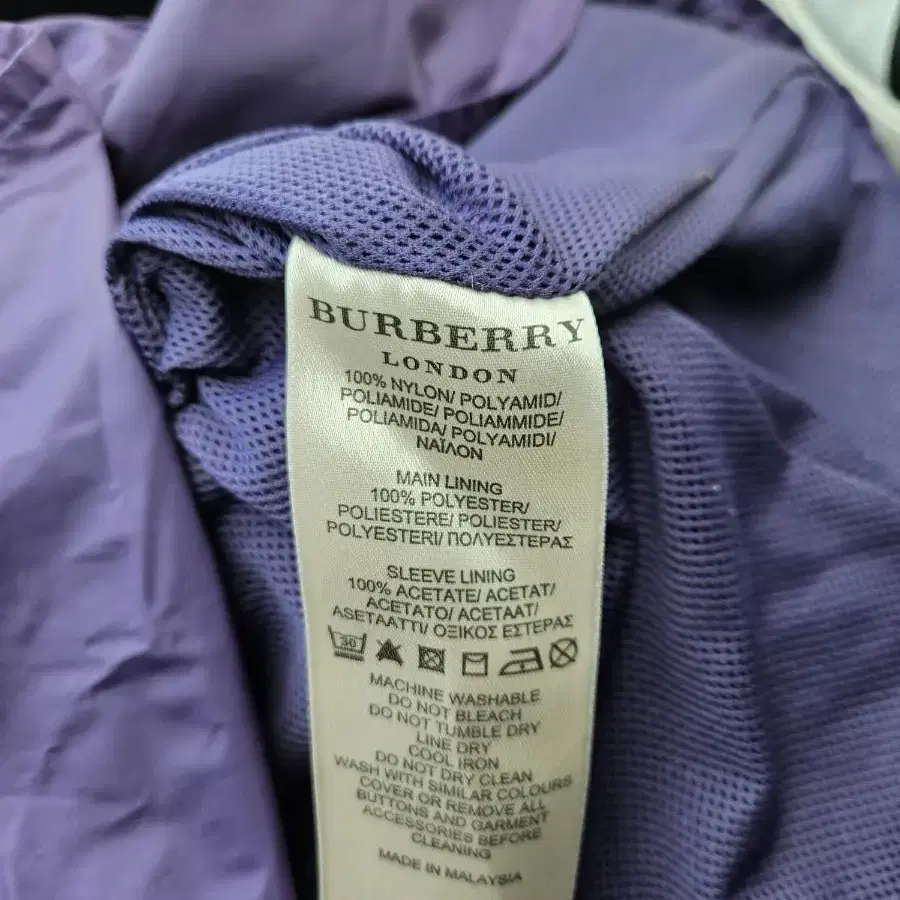 BURBERRY
LONDON
100% NYLON/ POLYAMID/
POLIAMIDE/ POLIAMMIDE/
POLIAMIDA/ POLYAMIDI/
ΝΑΪΛΟΝ
MAIN LINING
100% POLYESTER/
POLIESTERE/ POLIESTER/
POLYESTERI/ ΠΟΛΥΕΣΤΕΡΑΣ
SLEEVE LINING
100% ACETATE/ ACETAT/
ACETATO/ ACETAAT/
ASETAATTI/ ΟΞΙΚΟΣ ΕΣΤΕΡΑΣ
30
MACHINE WASHABLE
DO NOT BLEACH
DO NOT TUMBLE DRY
LINE DRY
COOL IRON
DO NOT DRY CLEAN
WASH WITH SIMILAR COLOURS
COVER OR REMOVE ALL
BUTTONS AND GARMENT
ACCESSORIES BEFORE
CLEANING
MADE IN MALAYSIA